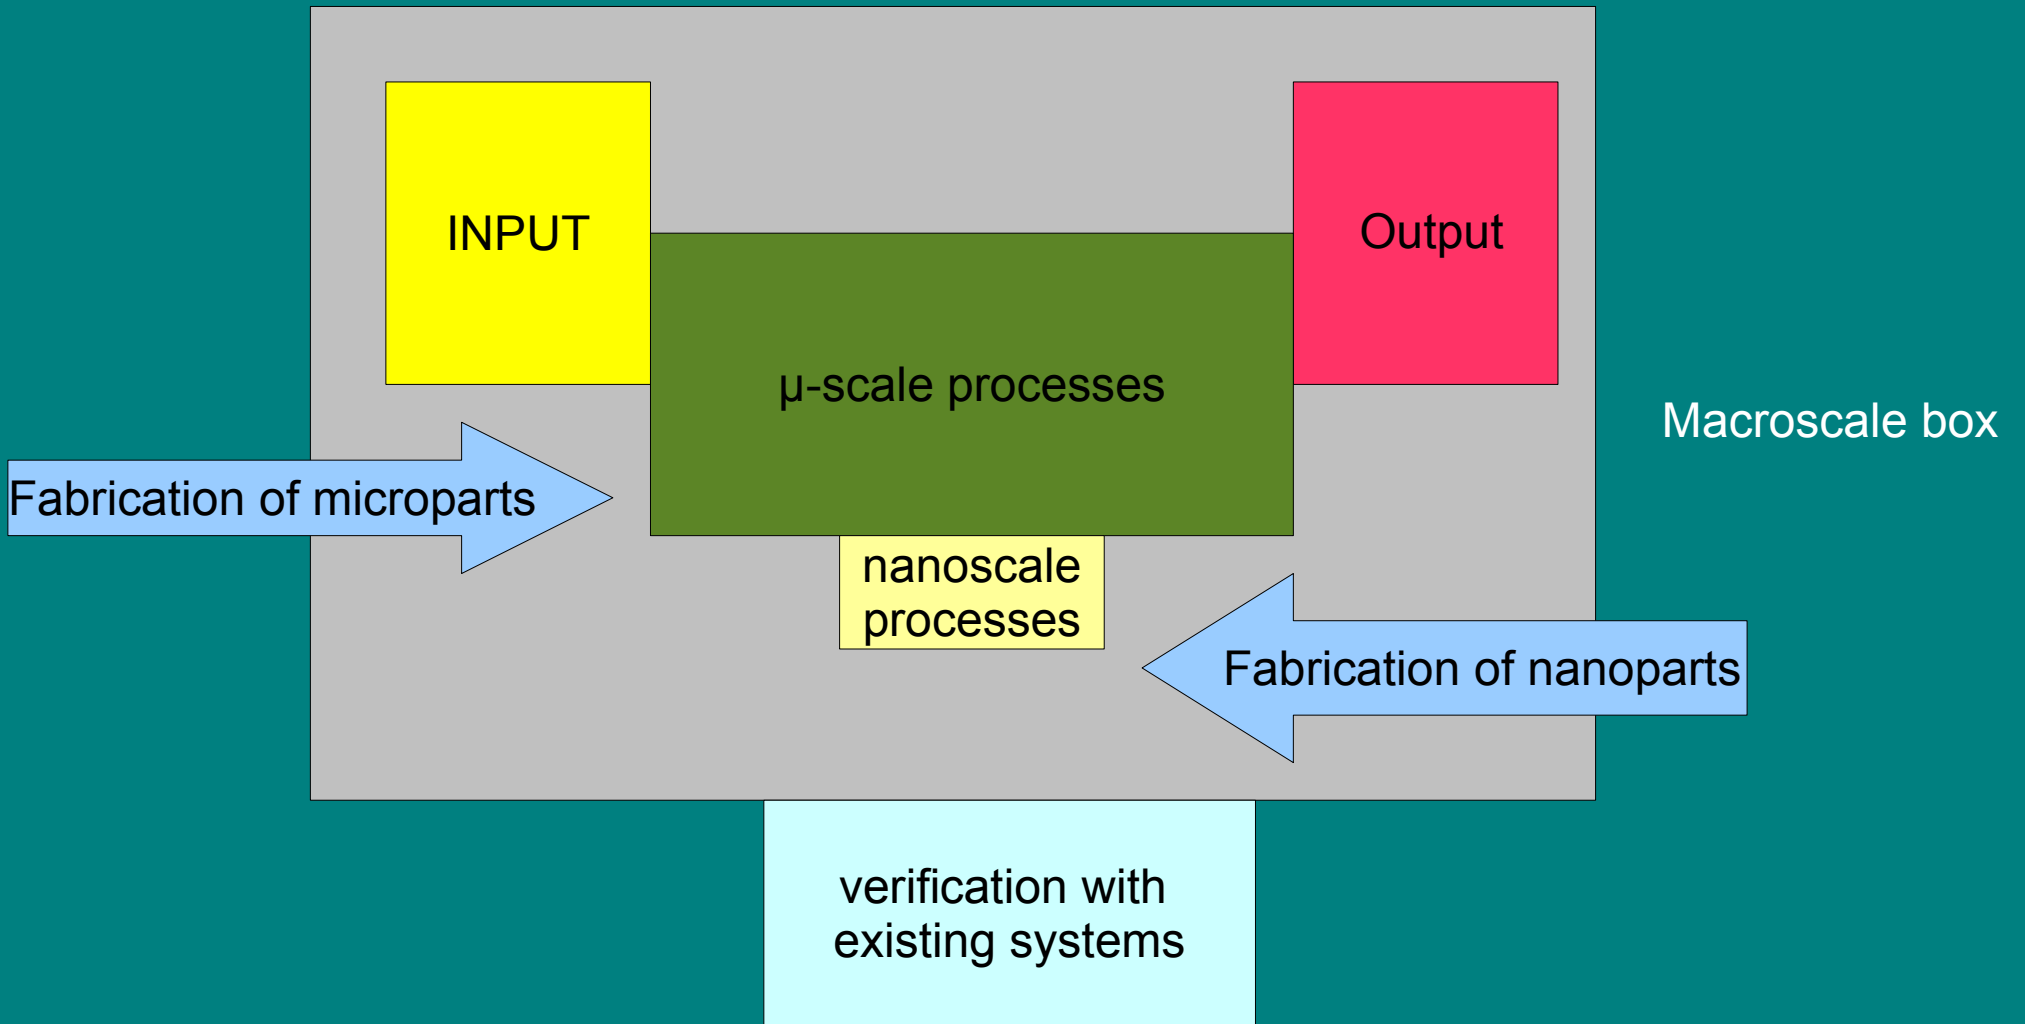 INPUT
Output
µ-scale processes
Macroscale box
Fabrication of microparts
nanoscale
processes
Fabrication of nanoparts
verification with
existing systems